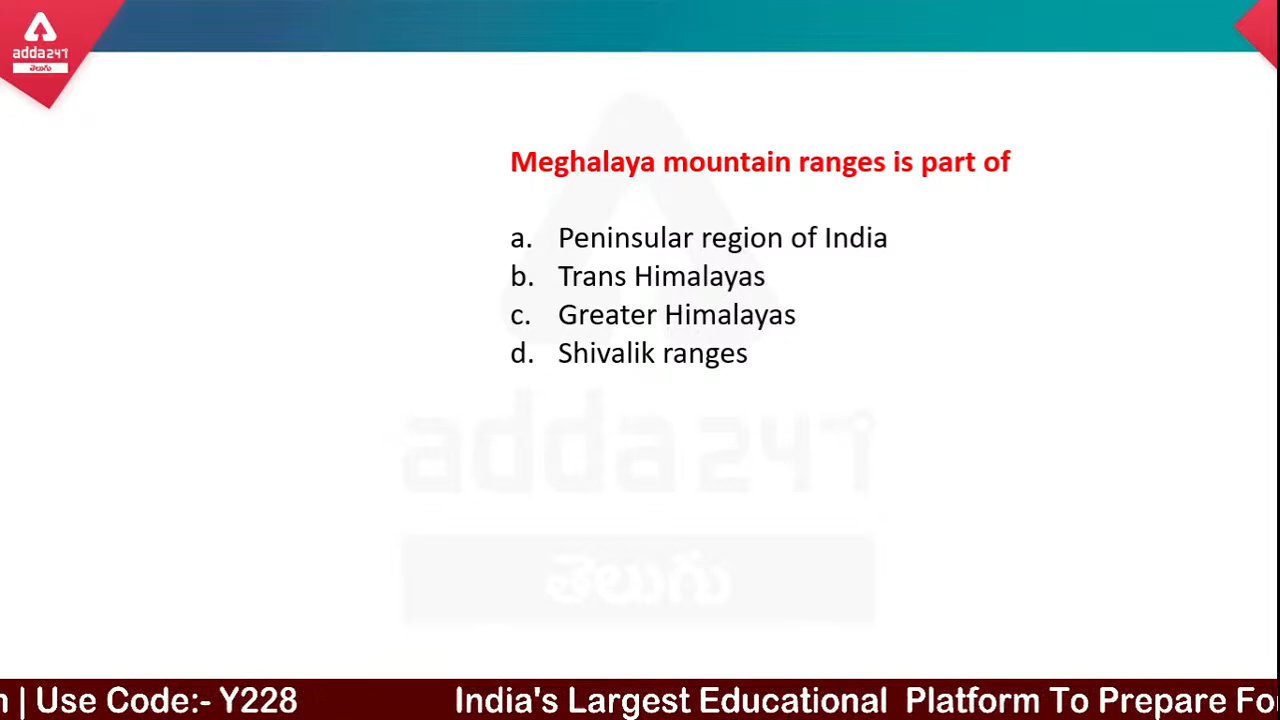 adda247
తెలుగు
Meghalaya mountain ranges is part of
a. Peninsular region of India
b. Trans Himalayas
c. Greater Himalayas
d. Shivalik ranges
adda247
తెలుగు
| Use Code:- Y228 India's Largest Educational Platform To Prepare